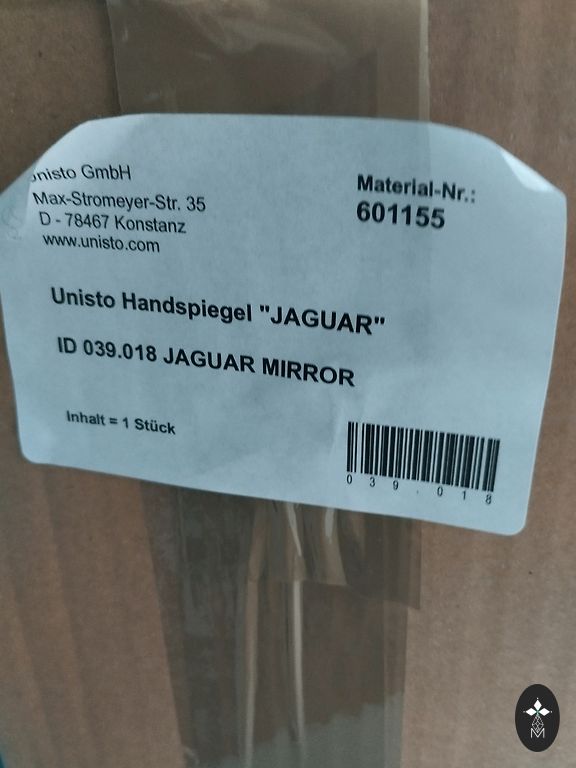 Unisto GmbH
Max-Stromeyer-Str. 35
D - 78467 Konstanz
www.unisto.com
Material-Nr.:
601155
Unisto Handspiegel "JAGUAR"
ID 039.018 JAGUAR MIRROR
Inhalt = 1 Stück
039.018
M